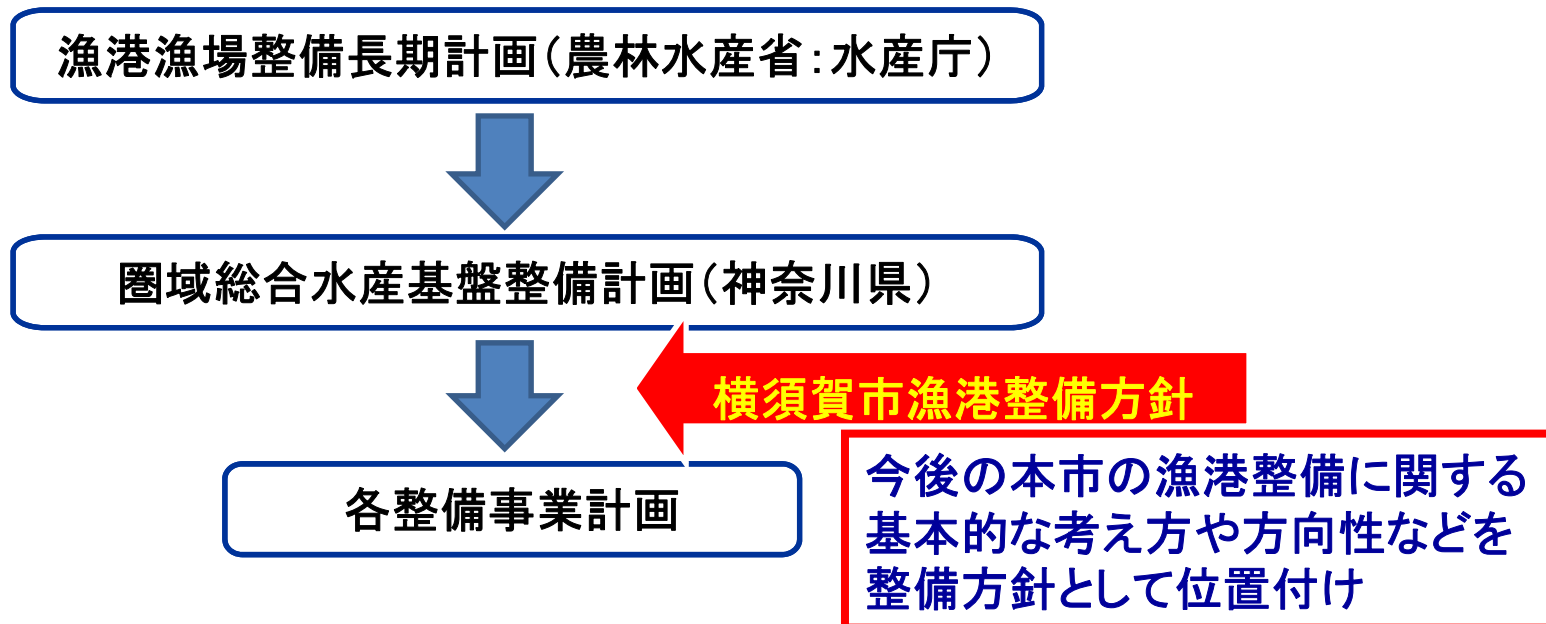 漁港漁場整備長期計画（農林水産省：水産庁）
圏域総合水産基盤整備計画（神奈川県）
横須賀市漁港整備方針
今後の本市の漁港整備に関する
基本的な考え方や方向性などを
整備方針として位置付け
各整備事業計画